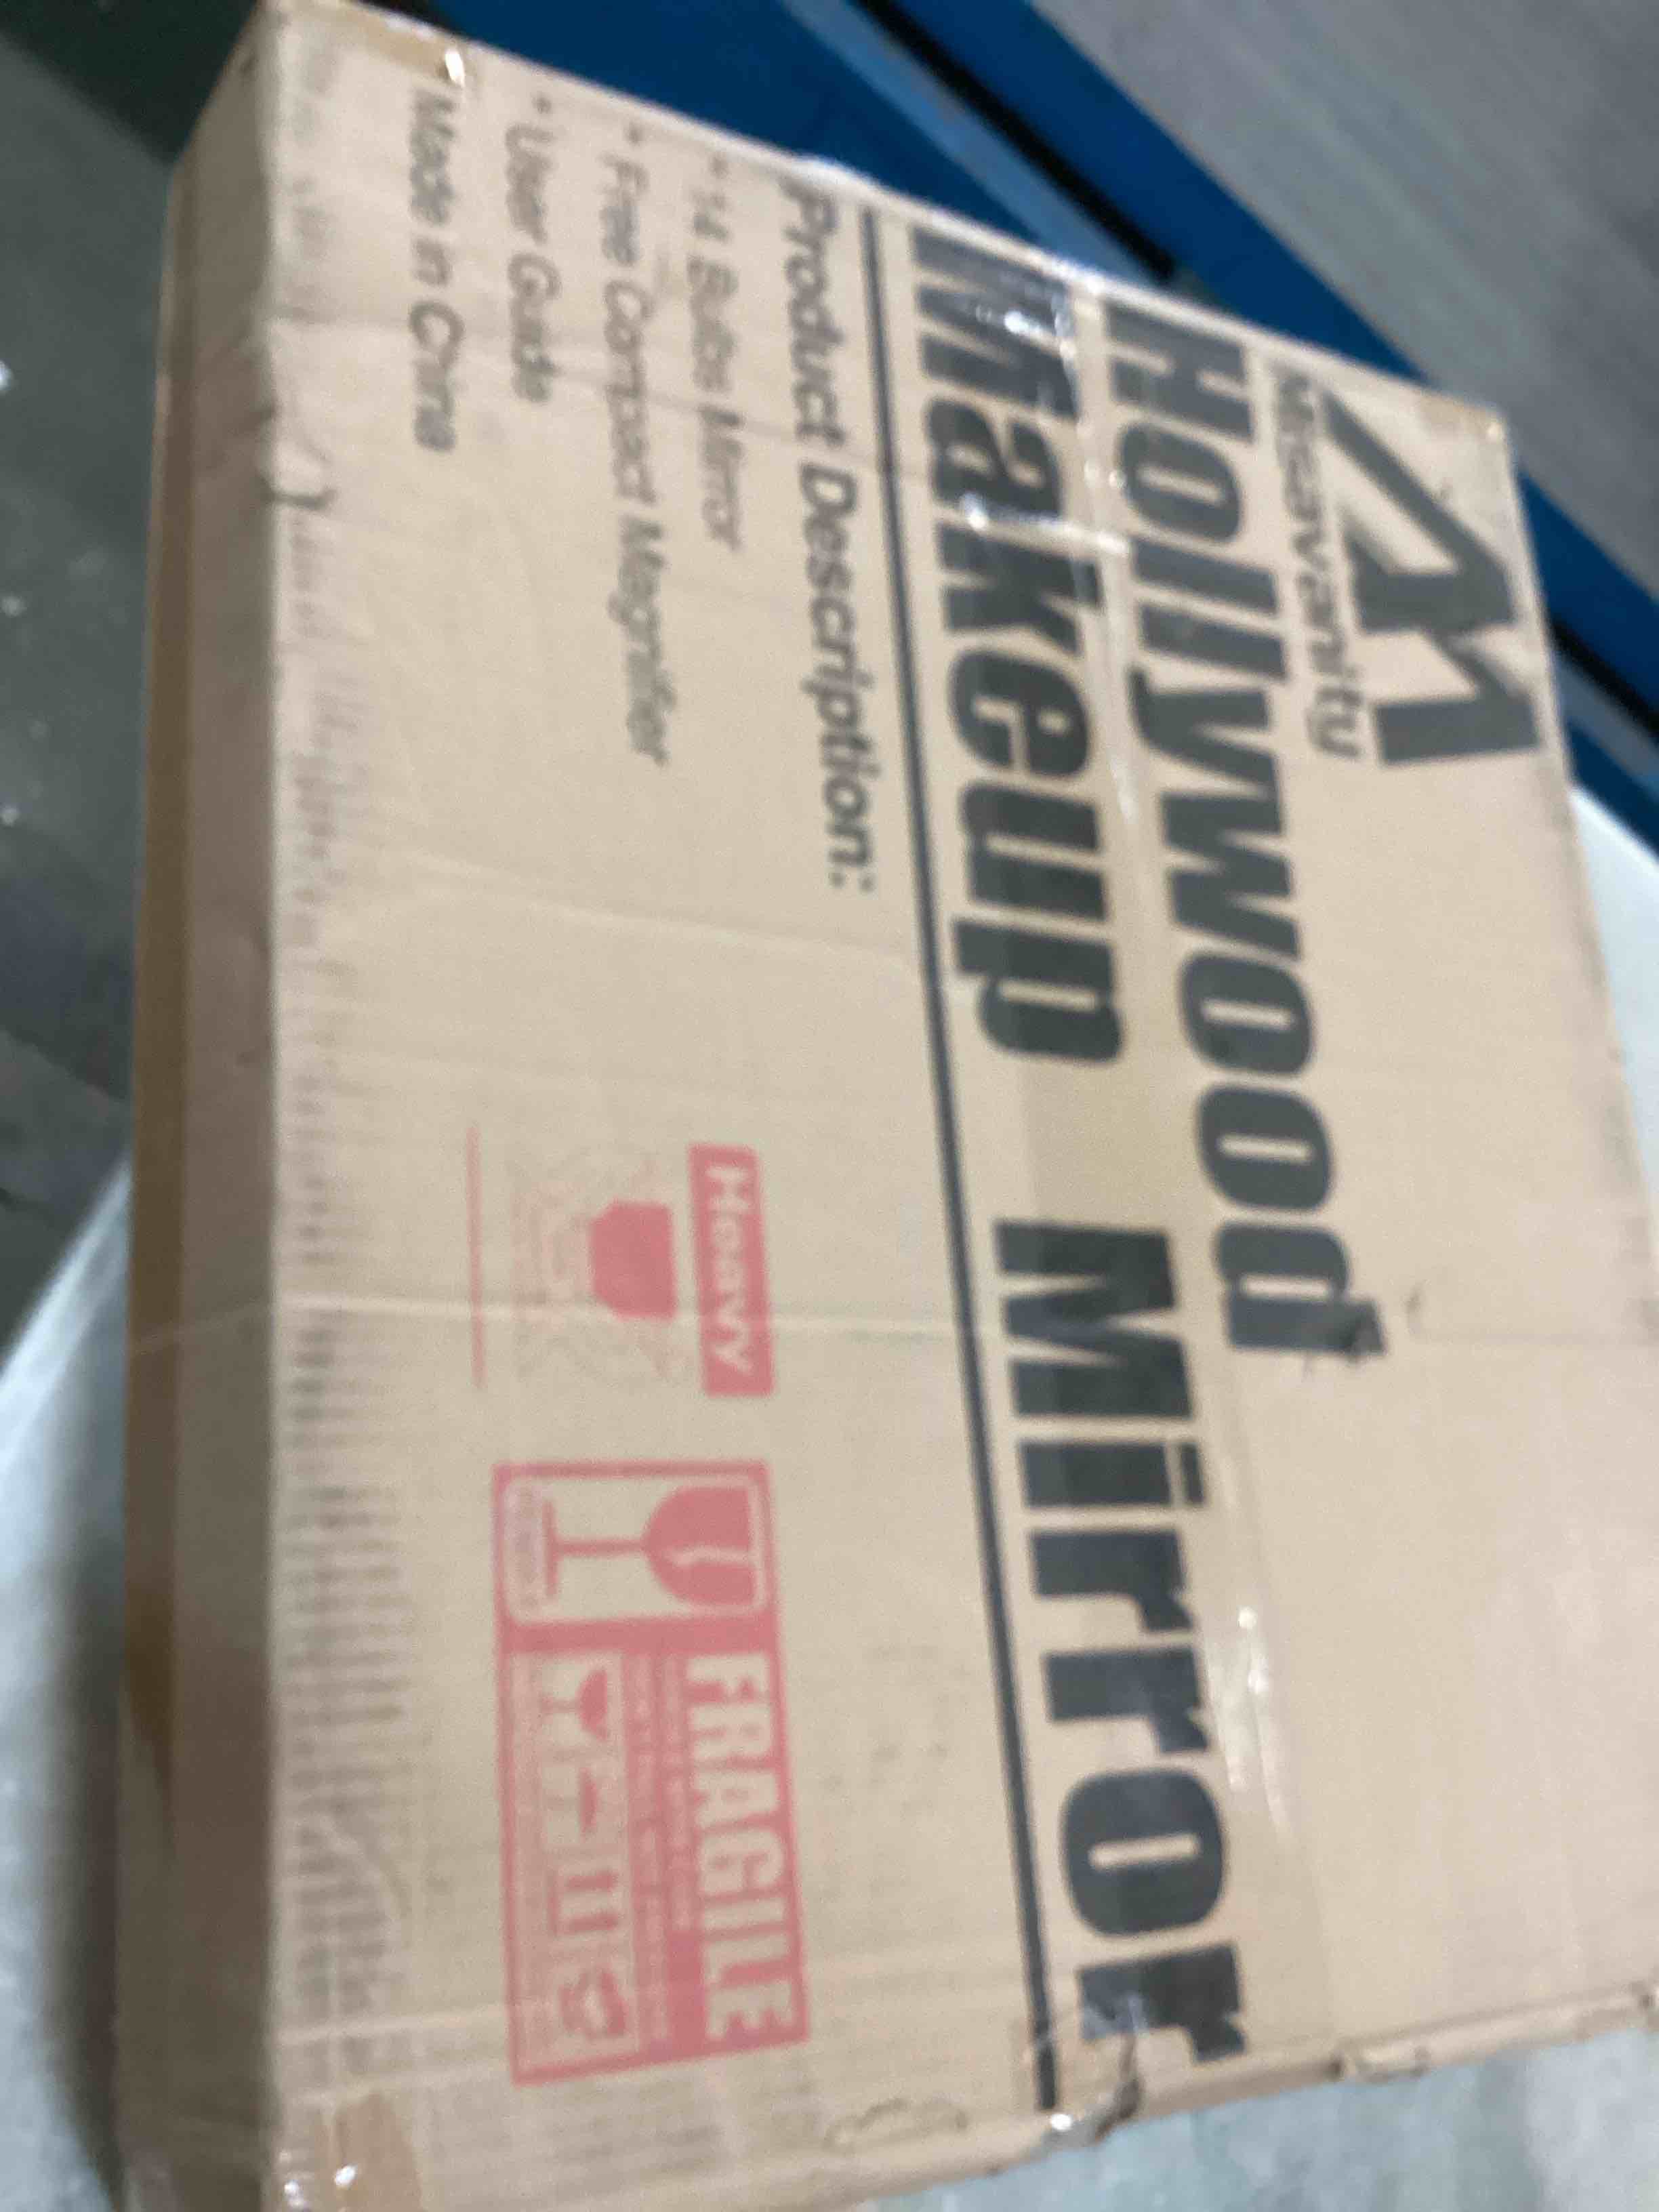 Misavanity
Hollywood
Makeup Mirror
Product Description:
• 14 Bulbs Mirror
• Free Compact Magnifier
• User Guide
Made in China
Heavy
FRAGILE